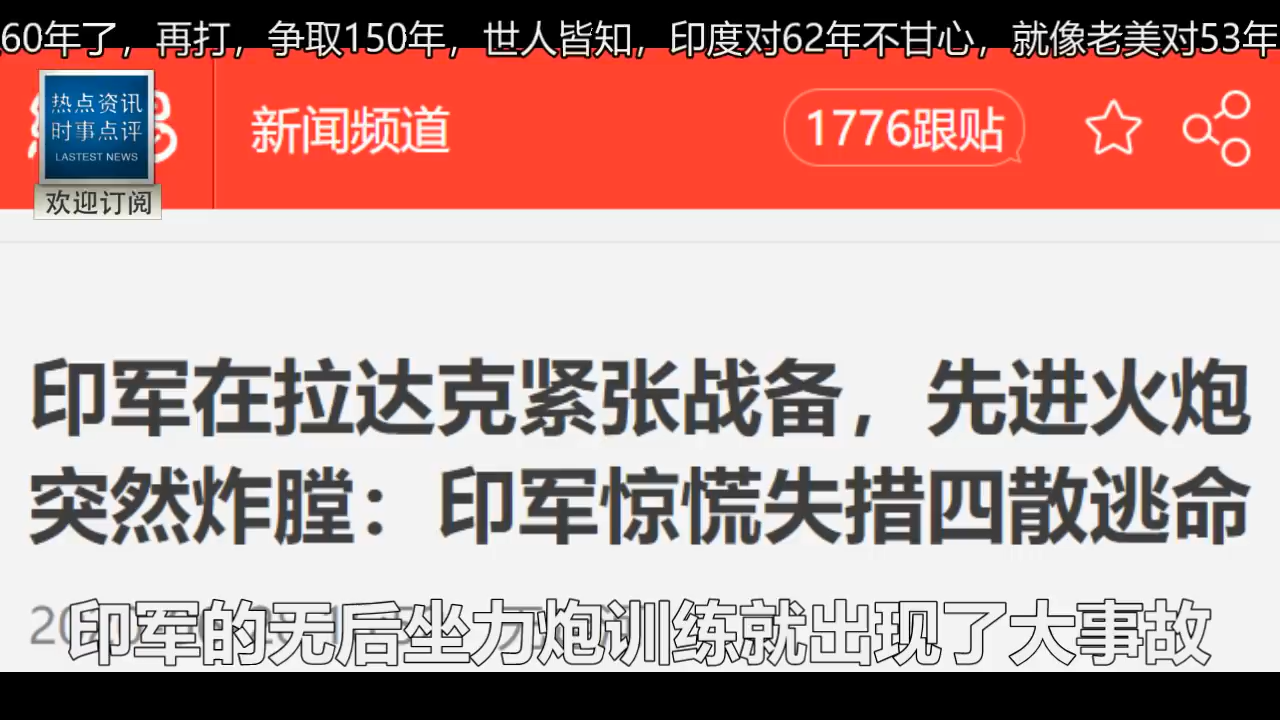 60年了，再打，争取150年，世人皆知，印度对62年不甘心，就像老美对53年
热点资讯
时事点评
LASTEST NEWS
欢迎订阅
新闻频道
1776跟贴
印军在拉达克紧张战备，先进火炮
突然炸膛：印军惊慌失措四散逃命
印军的无后坐力炮训练就出现了大事故